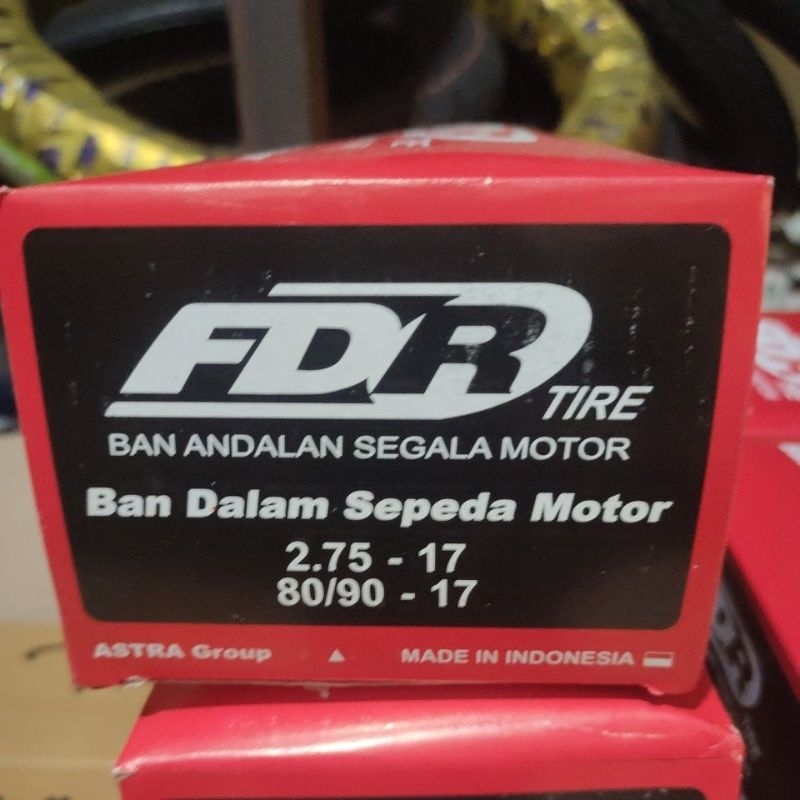 FDR TIRE
BAN ANDALAN SEGALA MOTOR
Ban Dalam Sepeda Motor
2.75 - 17
80/90 - 17
ASTRA Group
MADE IN INDONESIA